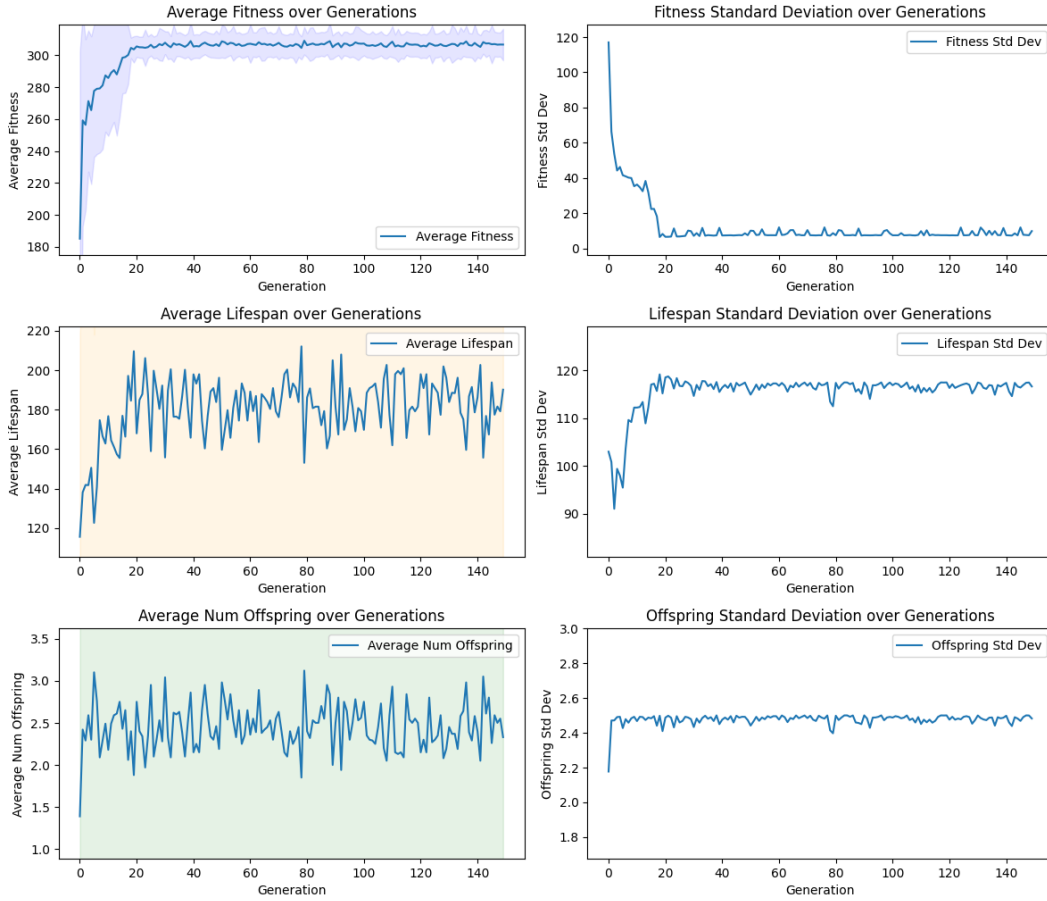 Average Fitness over Generations
Average Fitness
300
280
260
240
220
200
180
Average Fitness
0 20 40 60 80 100 120 140
Generation
Fitness Standard Deviation over Generations
Fitness Std Dev
120
100
80
60
40
20
0
Fitness Std Dev
0 20 40 60 80 100 120 140
Generation
Average Lifespan over Generations
Average Lifespan
220
200
180
160
140
120
Average Lifespan
0 20 40 60 80 100 120 140
Generation
Lifespan Standard Deviation over Generations
Lifespan Std Dev
120
110
100
90
Lifespan Std Dev
0 20 40 60 80 100 120 140
Generation
Average Num Offspring over Generations
Average Num Offspring
3.5
3.0
2.5
2.0
1.5
1.0
Average Num Offspring
0 20 40 60 80 100 120 140
Generation
Offspring Standard Deviation over Generations
Offspring Std Dev
3.0
2.8
2.6
2.4
2.2
2.0
1.8
Offspring Std Dev
0 20 40 60 80 100 120 140
Generation